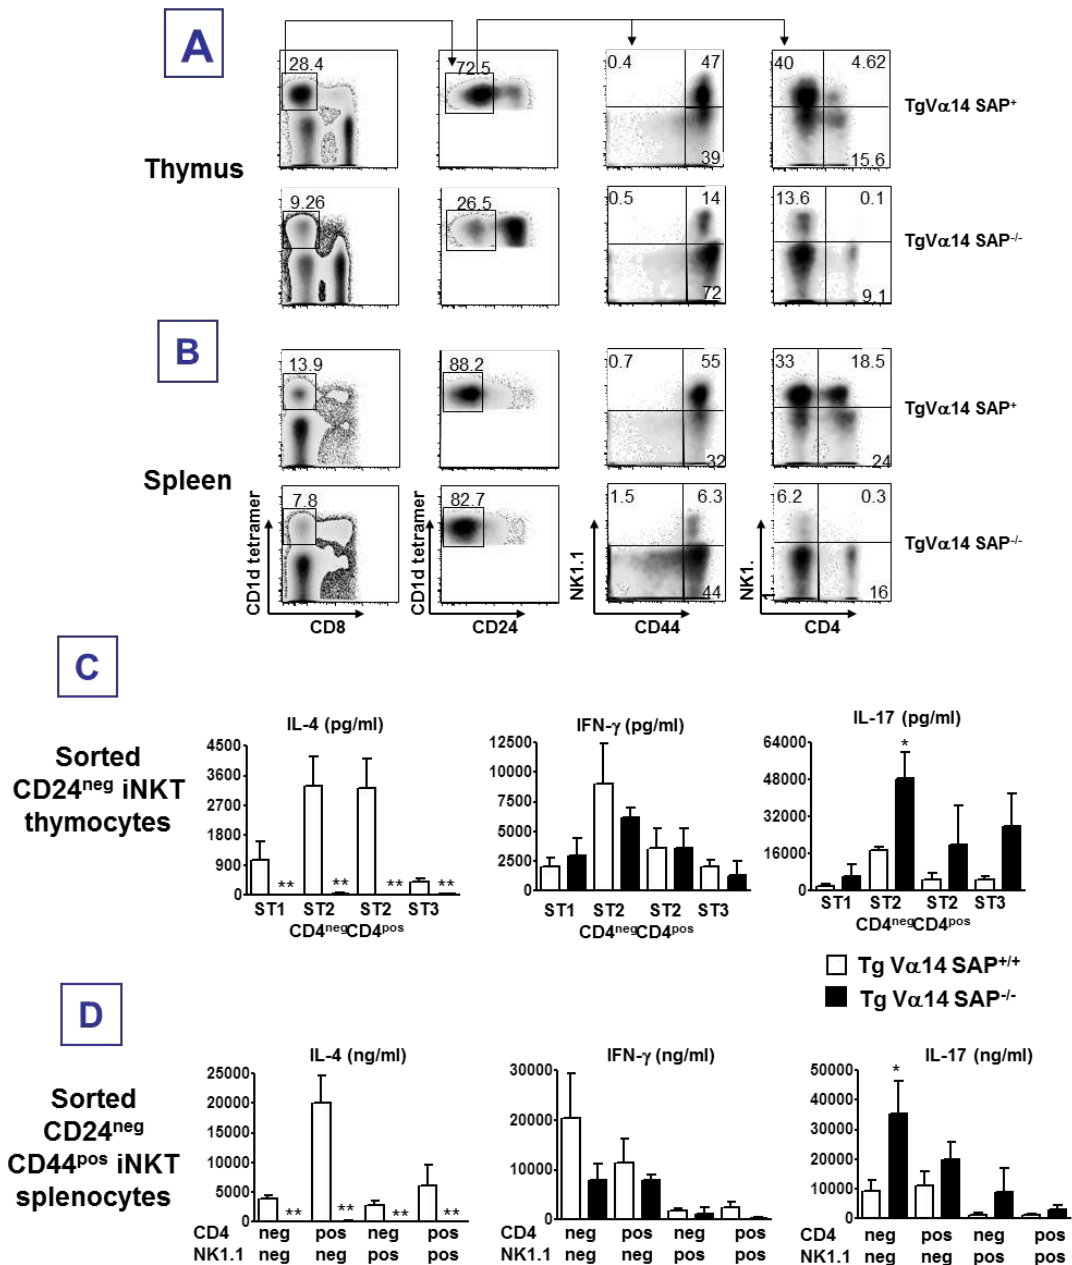 A
28.4
72.5
0.4 47
39
40 4.62
15.6
TgVα14 SAP⁺
Thymus
9.26
26.5
0.5 14
72
13.6 0.1
9.1
TgVα14 SAP⁻/⁻
B
13.9
88.2
0.7 55
32
33 18.5
24
TgVα14 SAP⁺
Spleen
7.8
82.7
1.5 6.3
44
6.2 0.3
16
TgVα14 SAP⁻/⁻
CD1d tetramer
CD8
CD1d tetramer
CD24
NK1.1
CD44
NK1.
1
CD4
C
Sorted
CD24neg iNKT
thymocytes
IL-4 (pg/ml)
4500
3600
2700
1800
900
0
** ** ** **
ST1 ST2 ST2 ST3
CD4neg CD4pos
IFN-γ (pg/ml)
12500
10000
7500
5000
2500
0
ST1 ST2 ST2 ST3
CD4neg CD4pos
IL-17 (pg/ml)
64000
48000
32000
16000
0
*
ST1 ST2 ST2 ST3
CD4neg CD4pos
Tg Vα14 SAP⁺/⁺
Tg Vα14 SAP⁻/⁻
D
Sorted
CD24neg
CD44pos iNKT
splenocytes
IL-4 (ng/ml)
25000
20000
15000
10000
5000
0
** ** ** **
CD4 neg pos neg pos
NK1.1 neg neg pos pos
IFN-γ (ng/ml)
30000
20000
10000
0
neg pos neg pos
neg neg pos pos
IL-17 (ng/ml)
50000
40000
30000
20000
10000
0
*
CD4 neg pos neg pos
NK1.1 neg neg pos pos